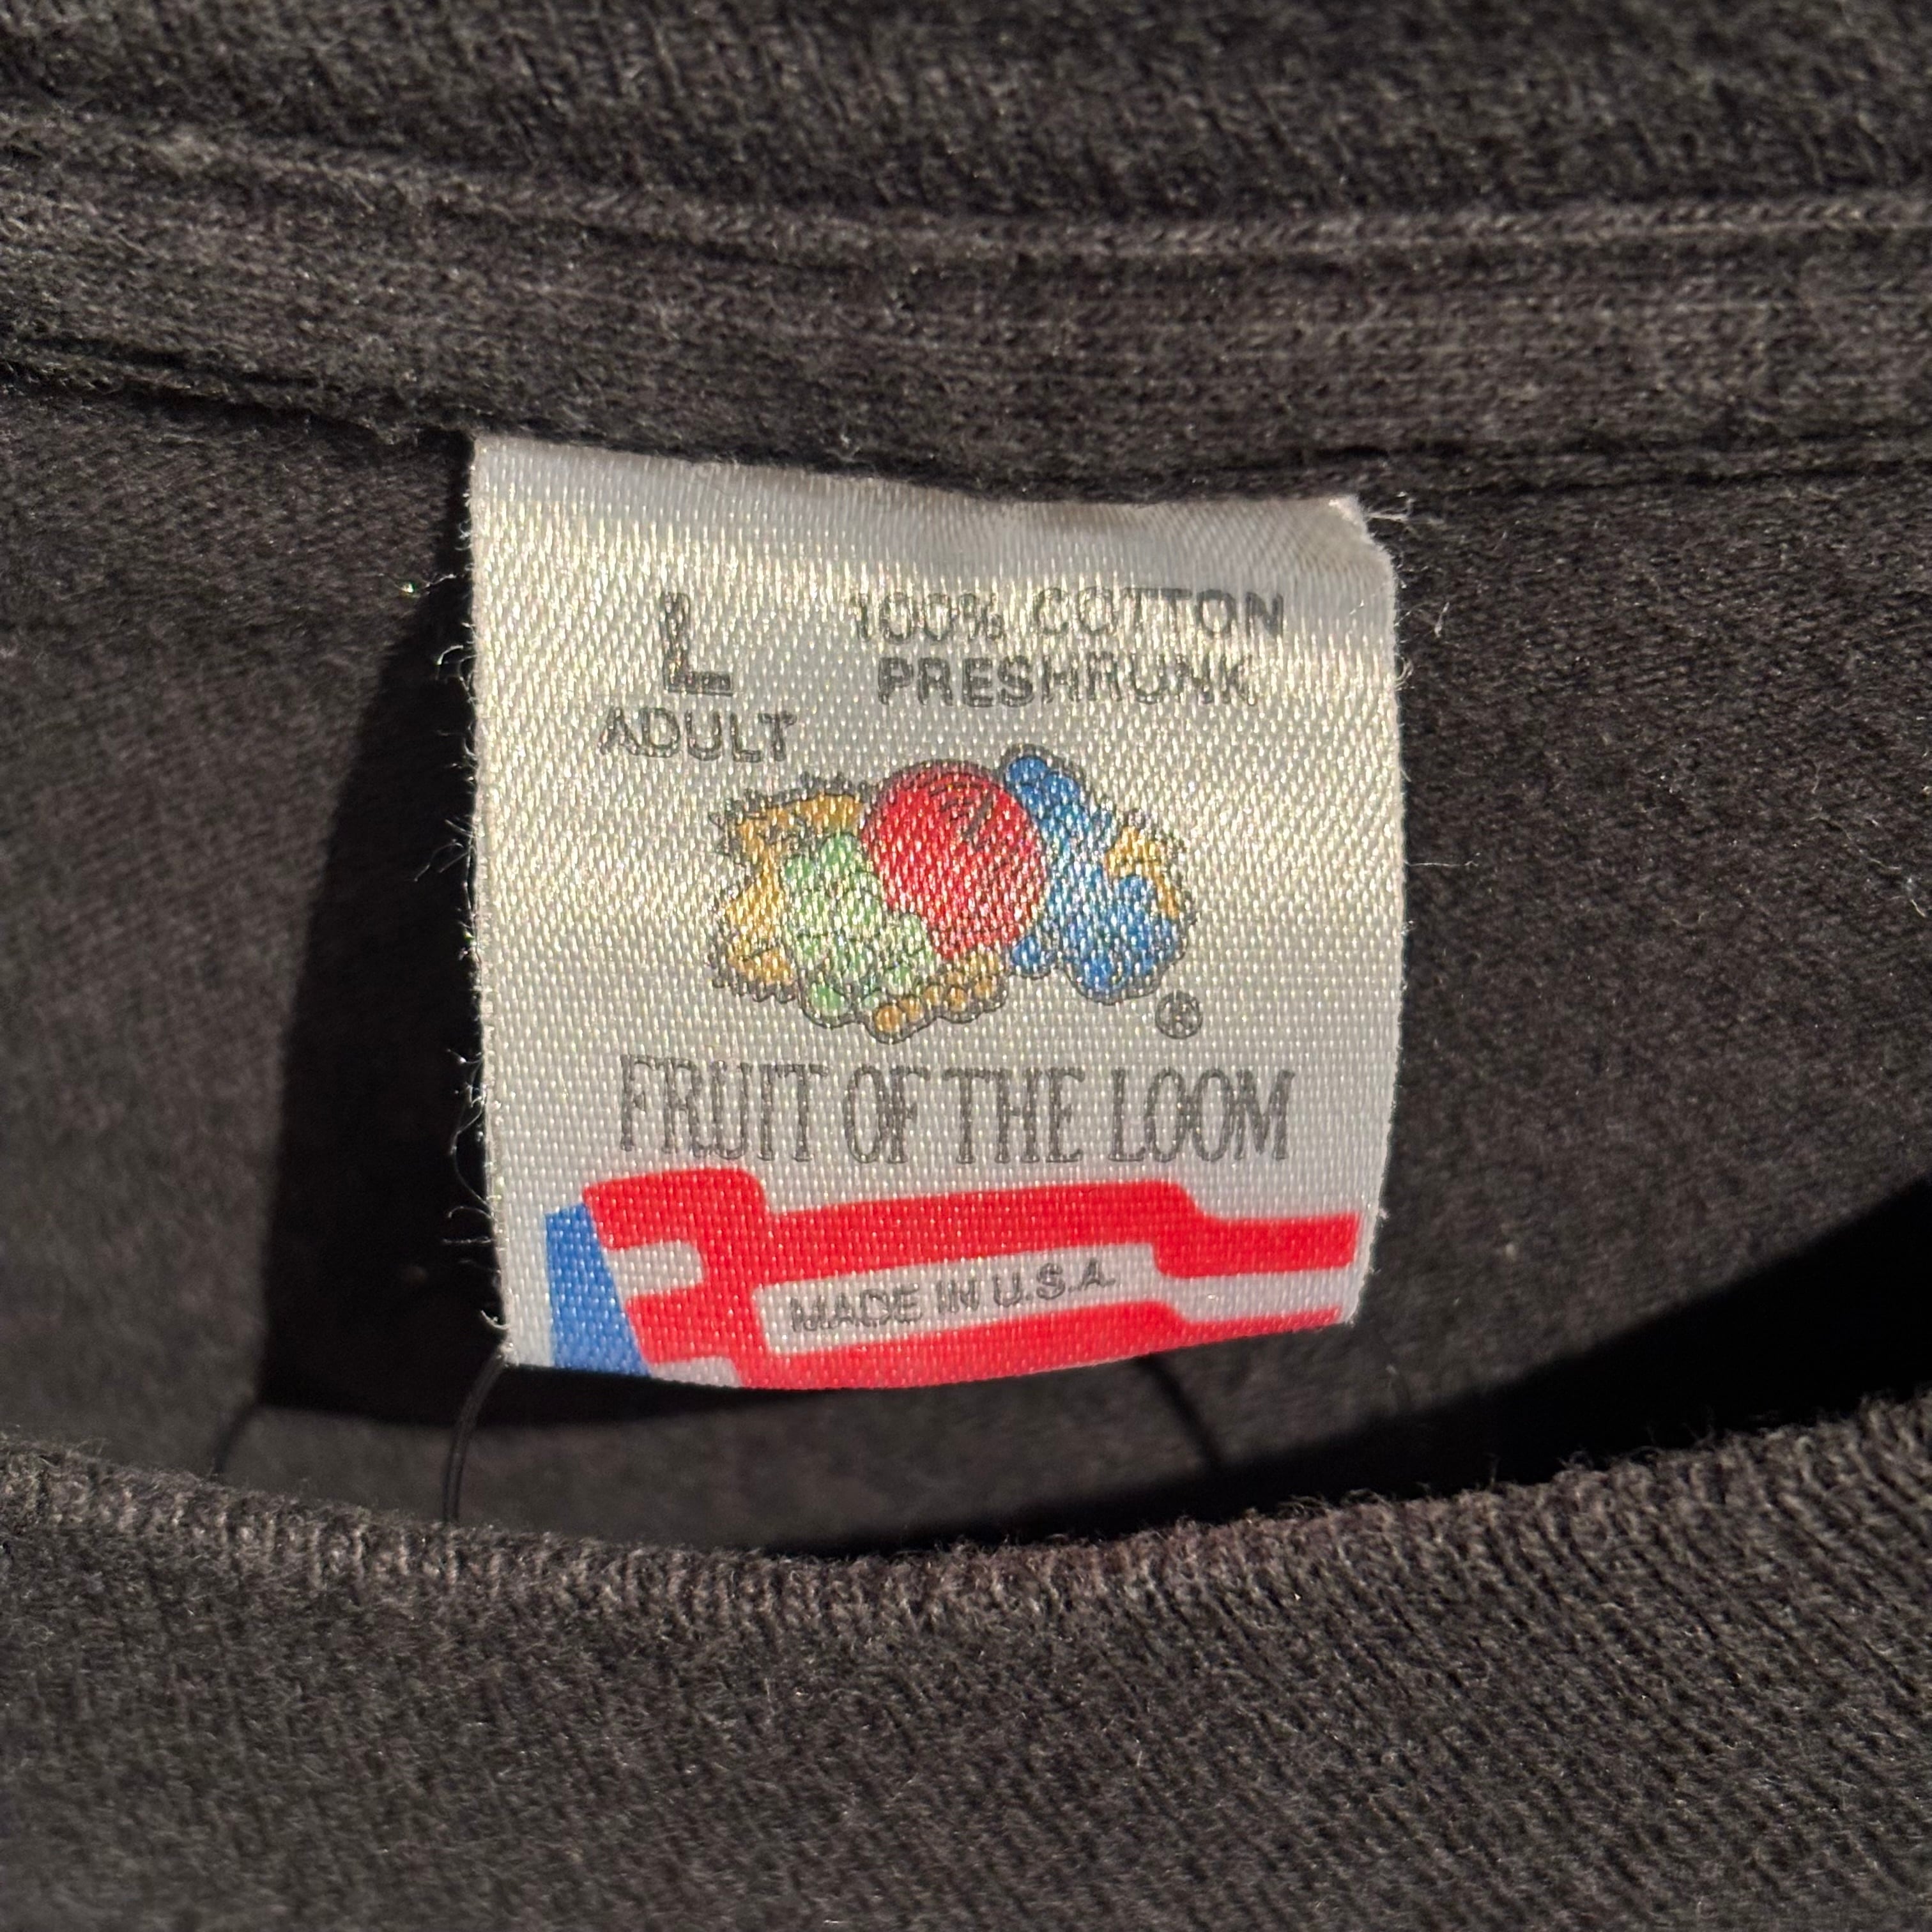 L
ADULT
100% COTTON
PRESHRUNK
®
FRUIT OF THE LOOM
MADE IN U.S.A.